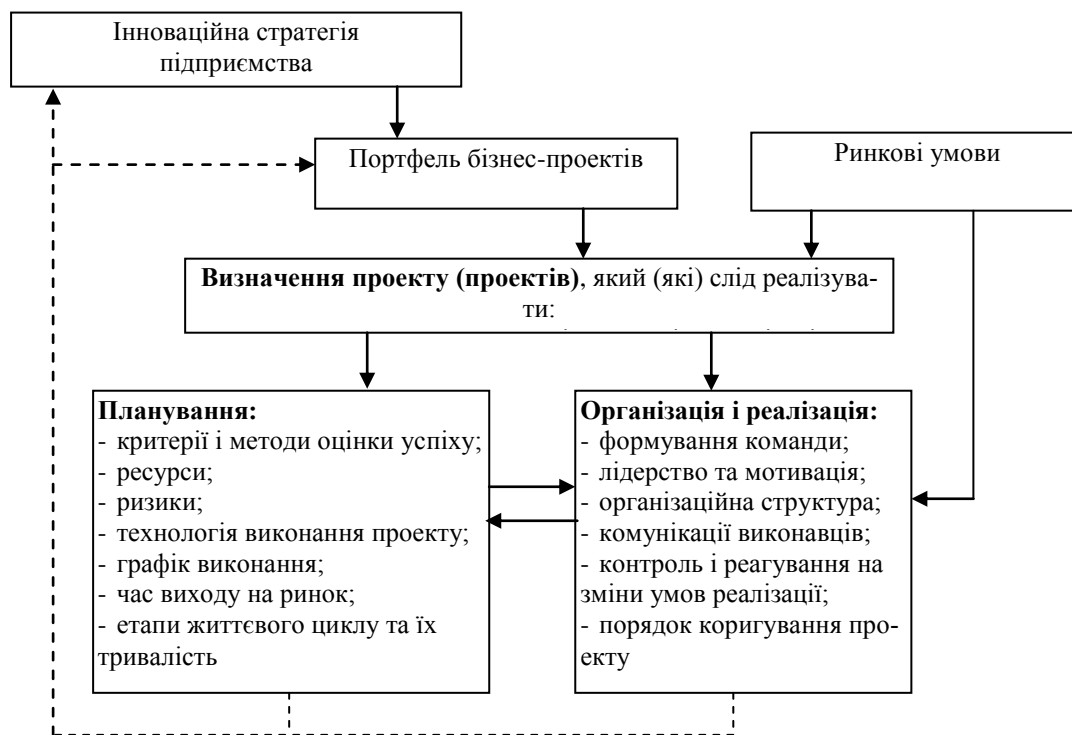 Інноваційна стратегія
підприємства
Портфель бізнес-проектів
Ринкові умови
Визначення проекту (проектів), який (які) слід реалізува-
ти:
Планування:
- критерії і методи оцінки успіху;
- ресурси;
- ризики;
- технологія виконання проекту;
- графік виконання;
- час виходу на ринок;
- етапи життєвого циклу та їх
тривалість
Організація і реалізація:
- формування команди;
- лідерство та мотивація;
- організаційна структура;
- комунікації виконавців;
- контроль і реагування на
зміни умов реалізації;
- порядок коригування про-
екту